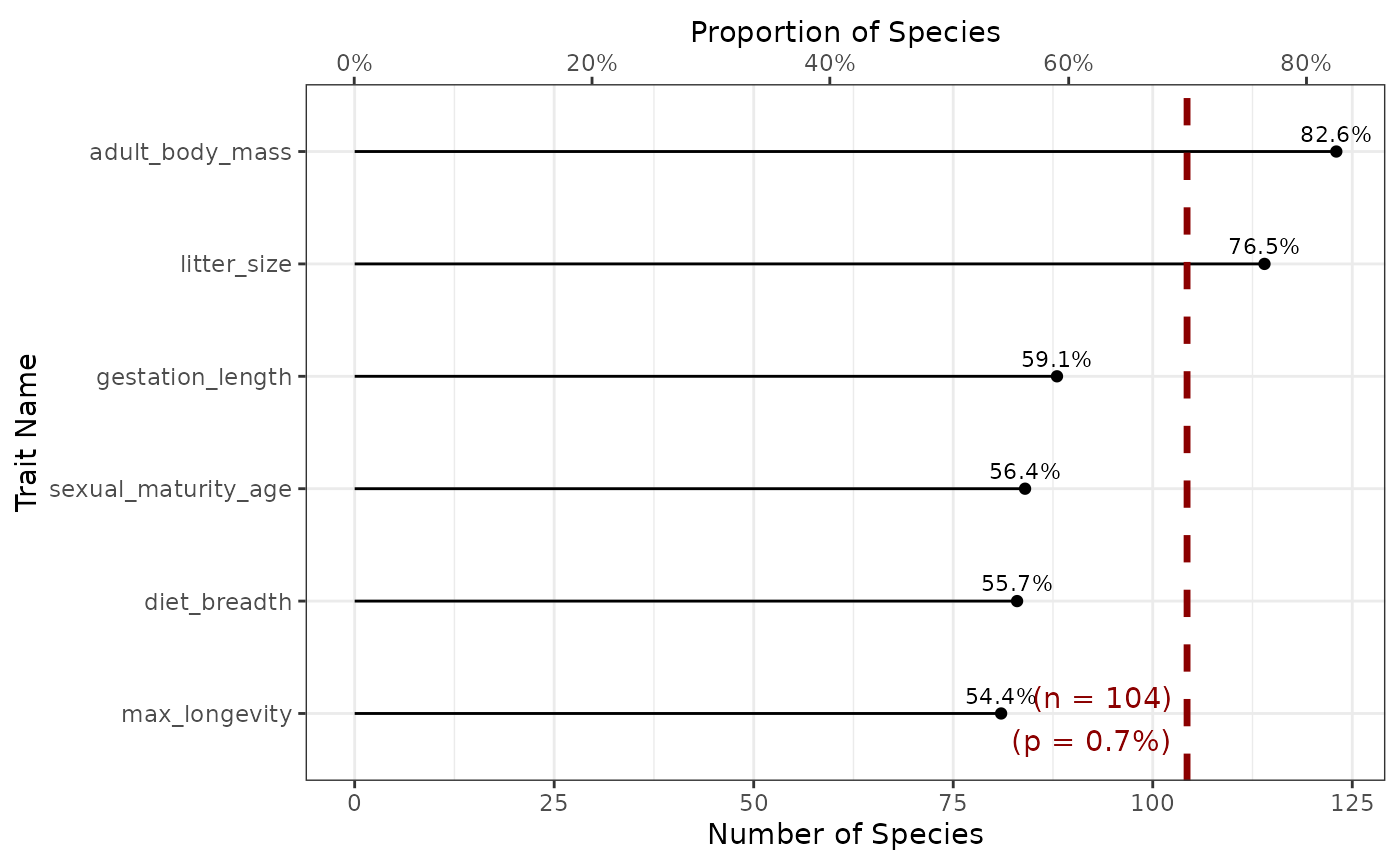 Proportion of Species
0% 20% 40% 60% 80%
Trait Name
adult_body_mass 82.6%
litter_size 76.5%
gestation_length 59.1%
sexual_maturity_age 56.4%
diet_breadth 55.7%
max_longevity 54.4% (n = 104)
(p = 0.7%)
0 25 50 75 100 125
Number of Species